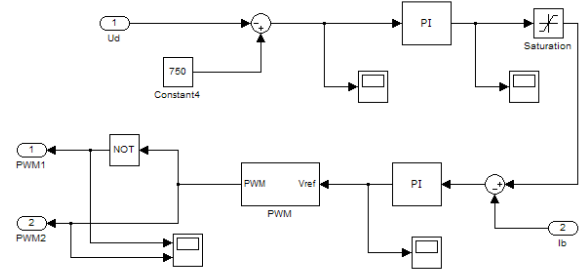 1
Ud
750
Constant4
PI
Saturation
1
PWM1
NOT
PWM
Vref
PWM
PI
2
PWM2
2
Ib